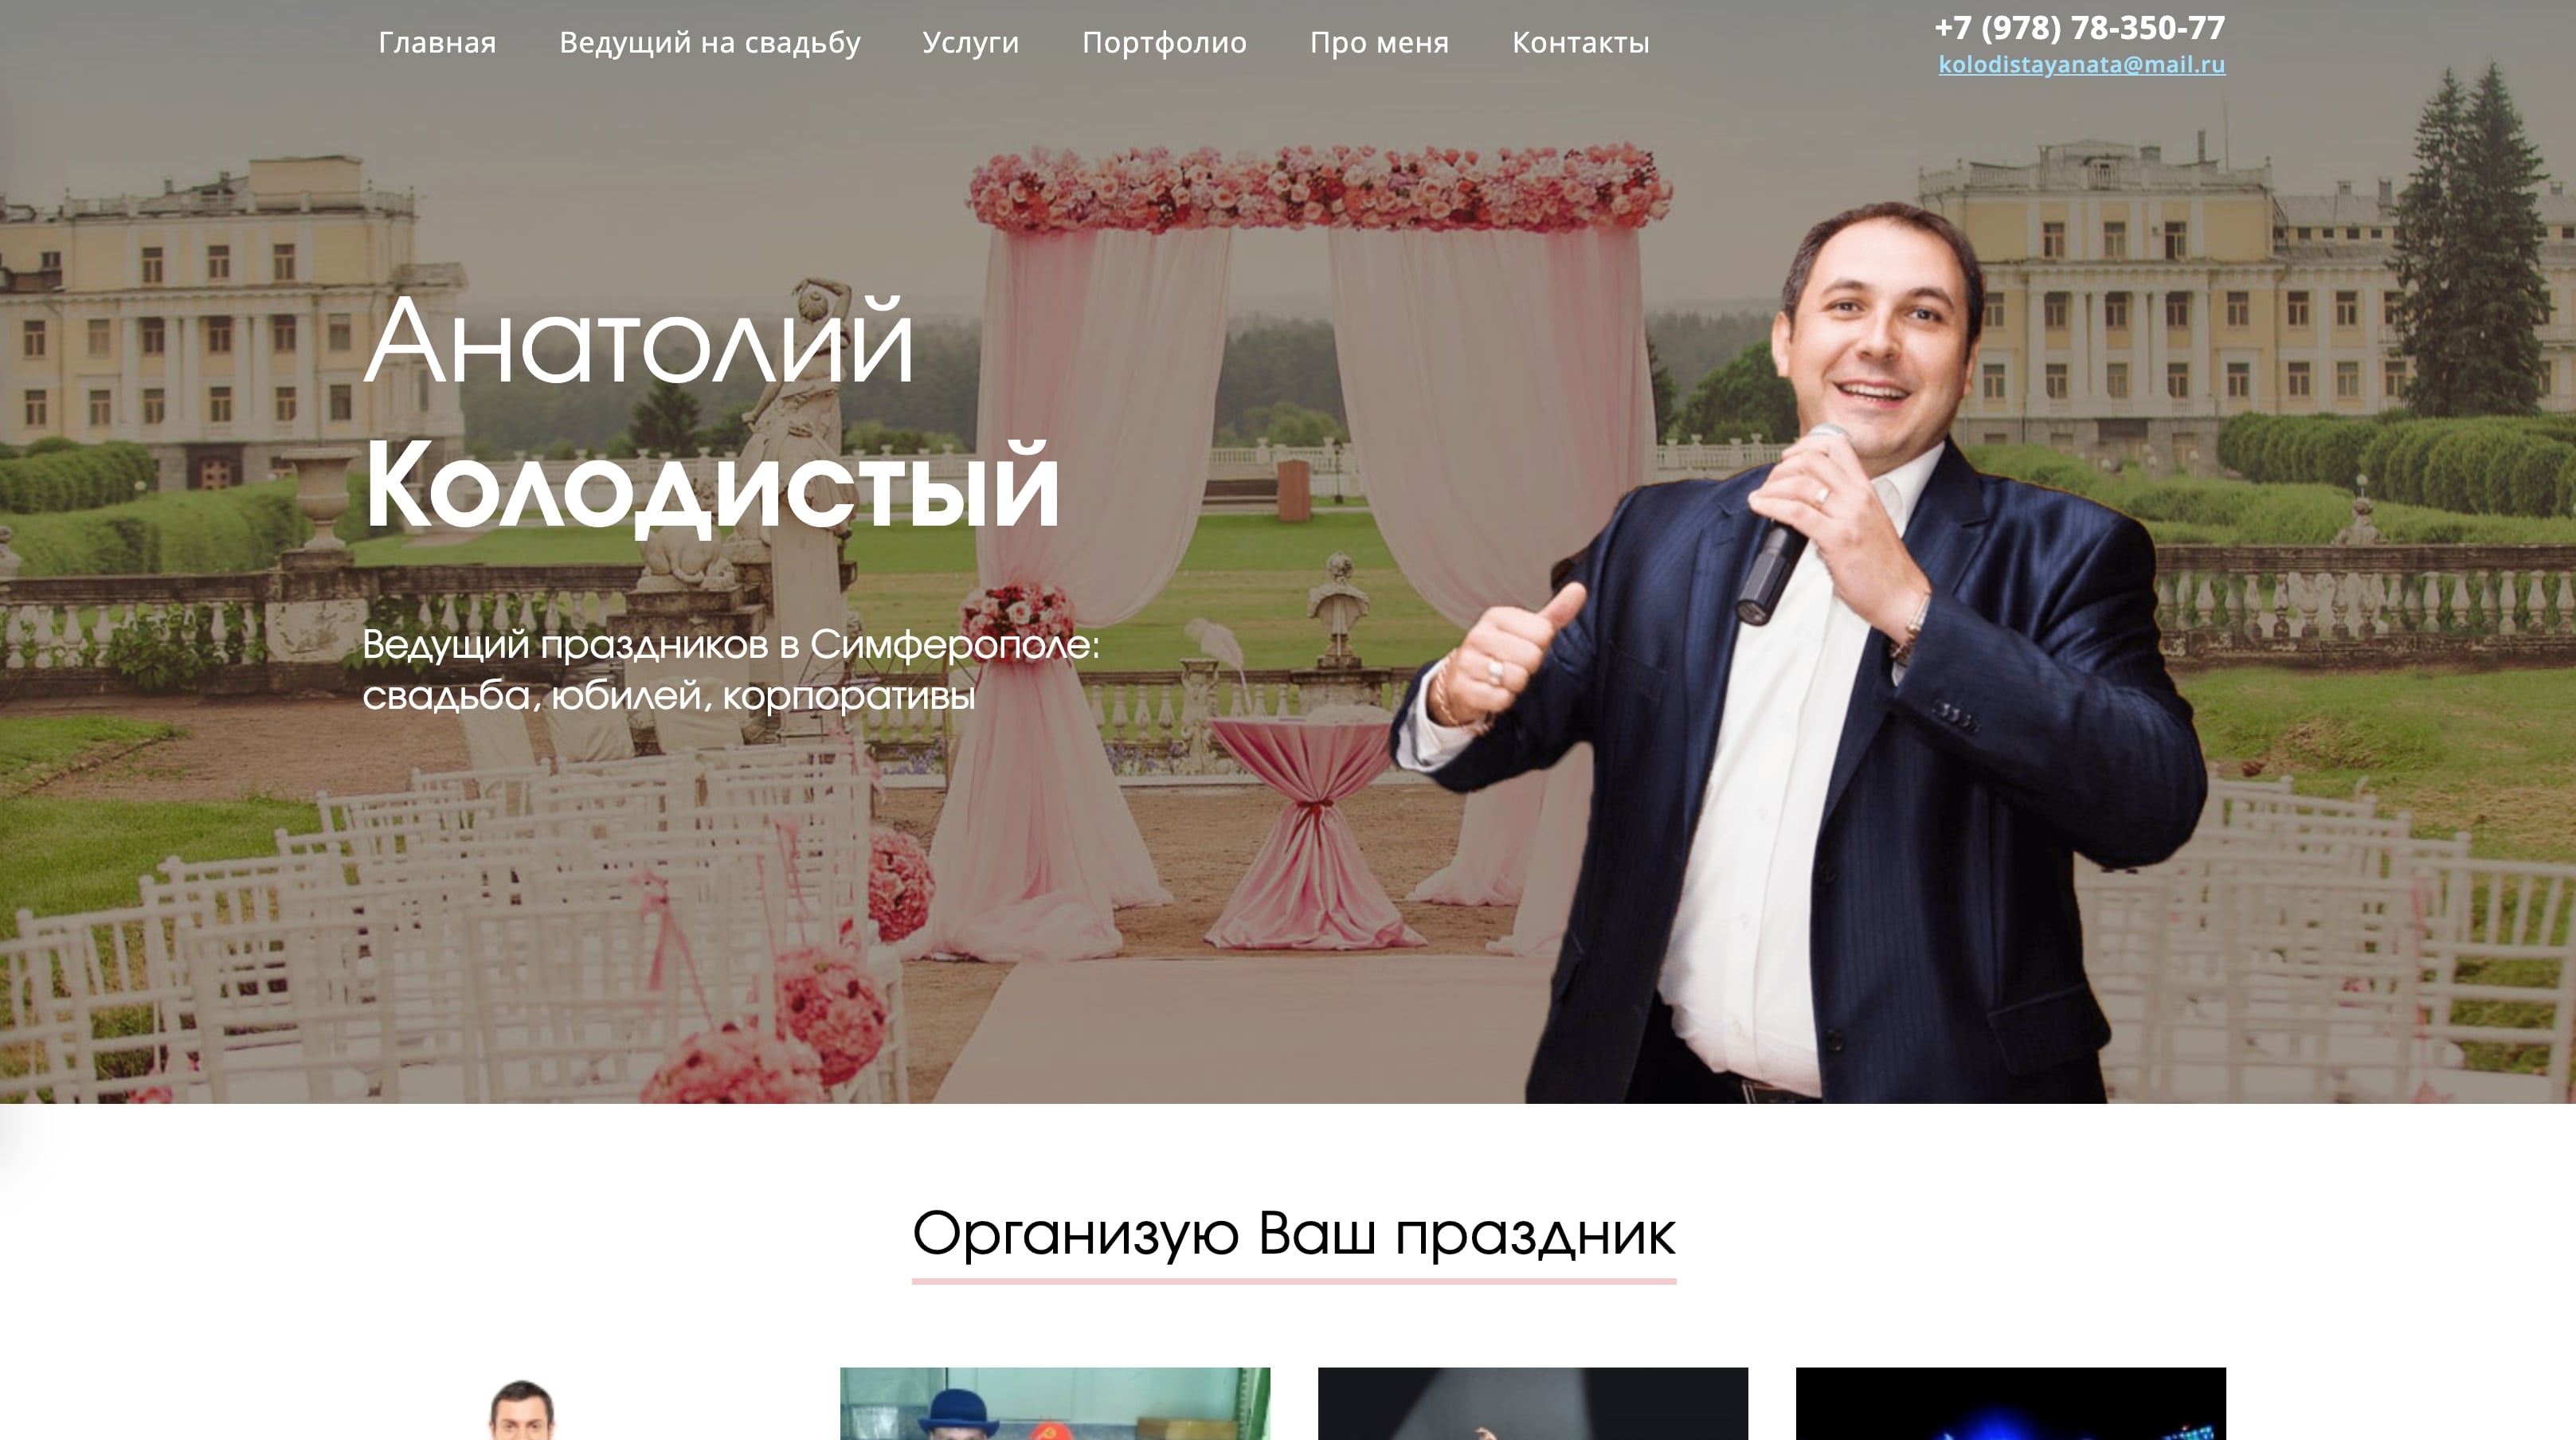 Главная Ведущий на свадьбу Услуги Портфолио Про меня Контакты
+7 (978) 78-350-77
kolodistayanata@mail.ru
Анатолий
Колодистый
Ведущий праздников в Симферополе:
свадьба, юбилей, корпоративы
Организую Ваш праздник